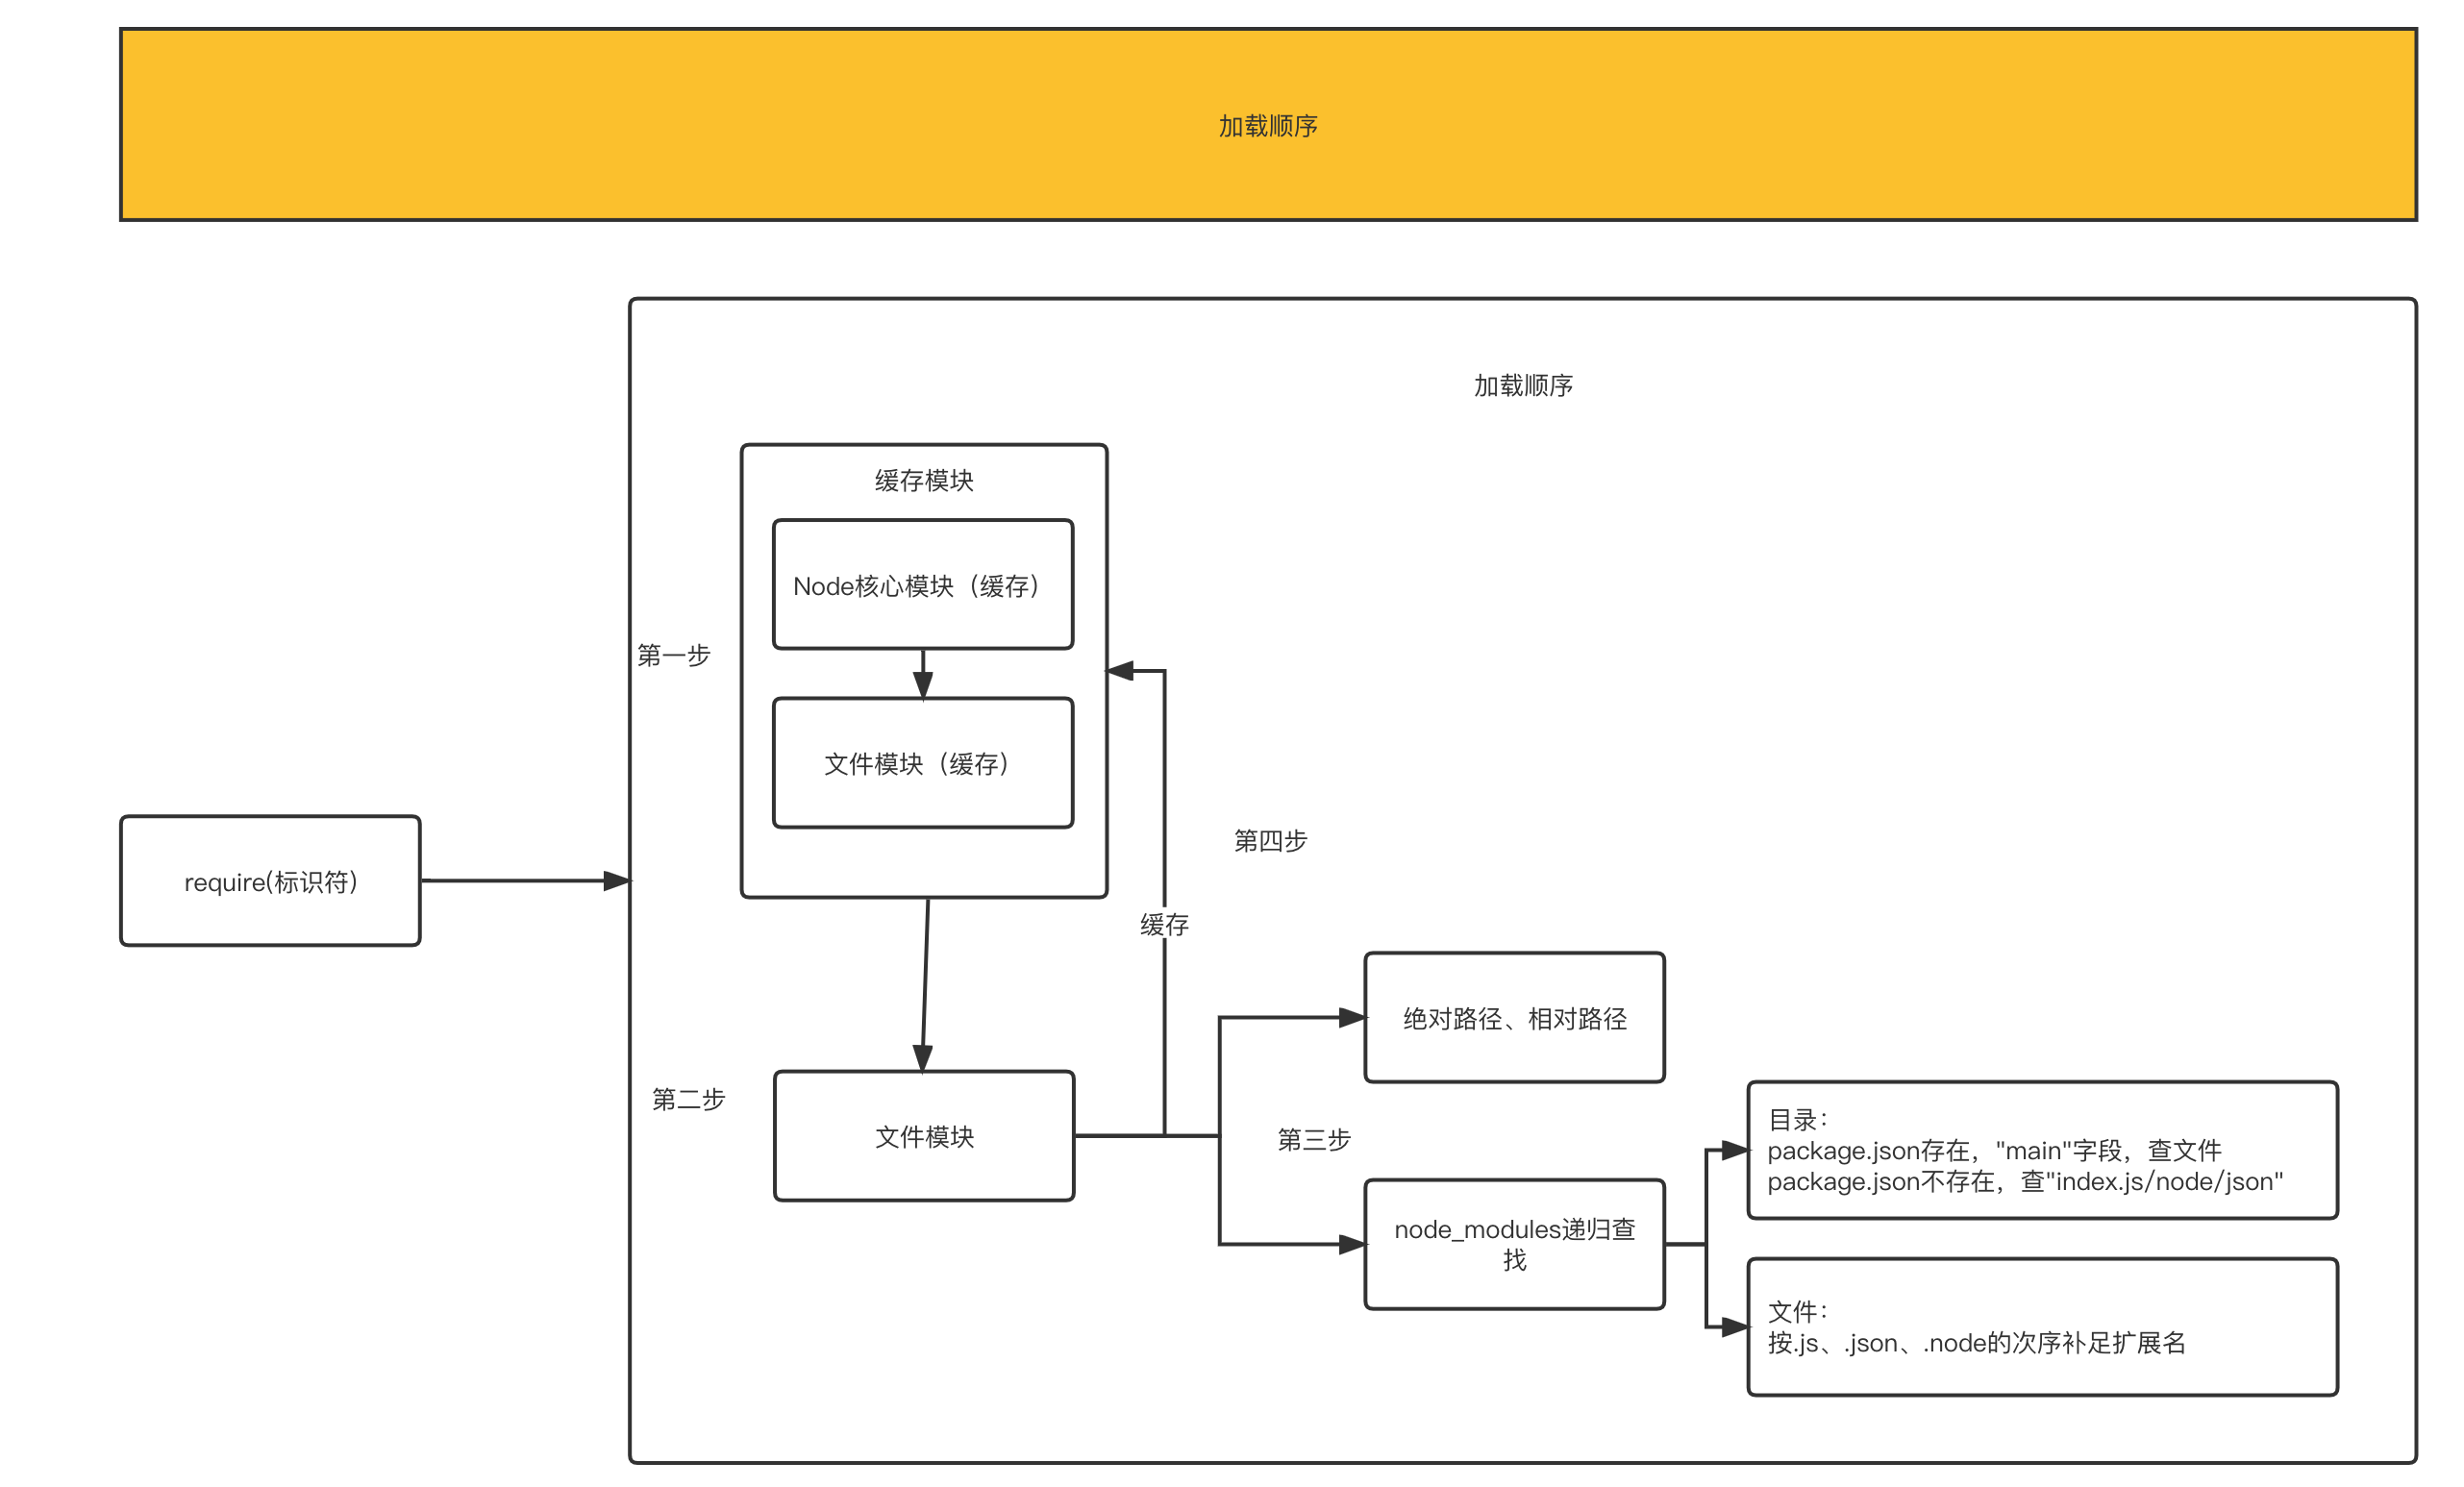 加载顺序
加载顺序
缓存模块
Node核心模块（缓存）
第一步
文件模块（缓存）
第四步
require(标识符)
缓存
绝对路径、相对路径
第二步
文件模块
第三步
目录：
package.json存在，"main"字段，查文件
package.json不存在，查"index.js/node/json"
node_modules递归查
找
文件：
按.js、.json、.node的次序补足扩展名